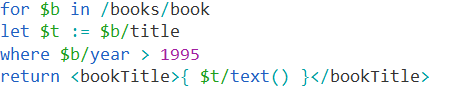 for $b in /books/book
let $t := $b/title
where $b/year > 1995
return <bookTitle>{ $t/text() }</bookTitle>